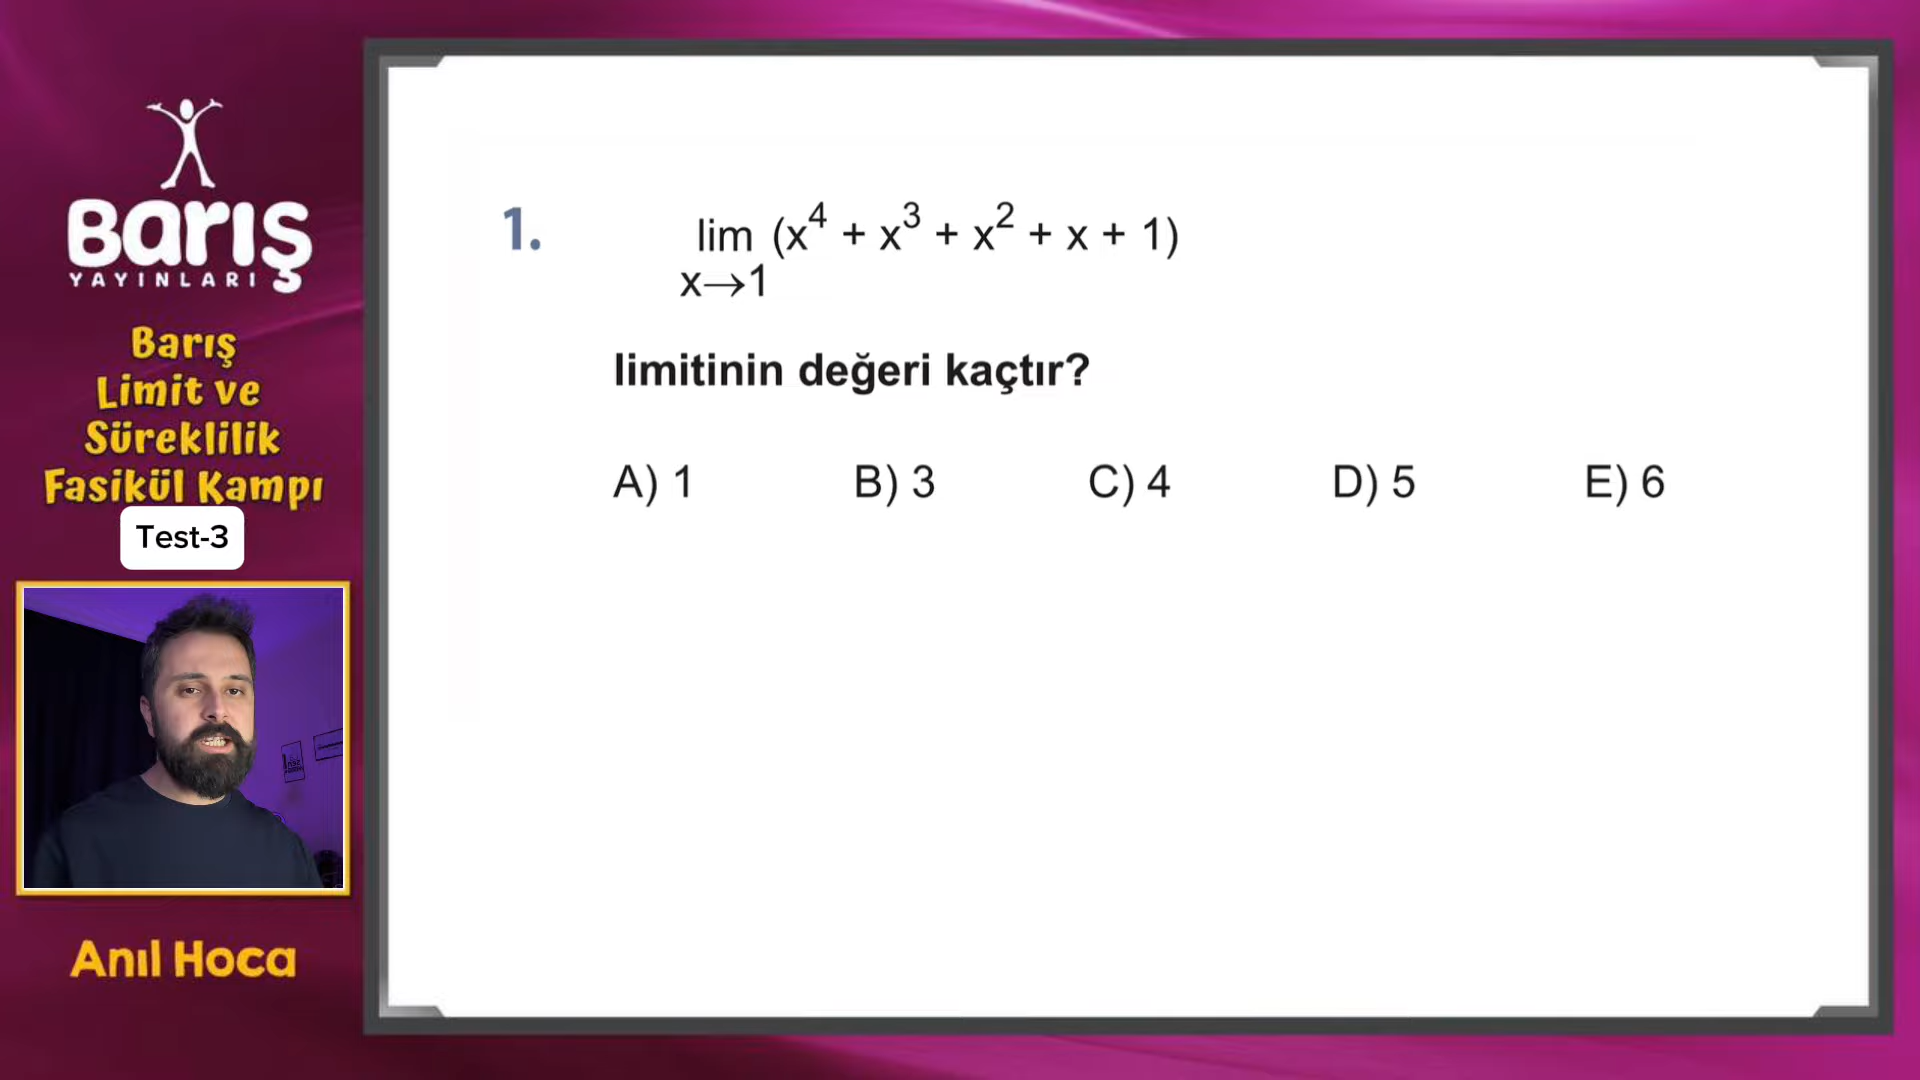 Barış
YAYINLARI
Barış
Limit ve
Süreklilik
Fasikül Kampı
Test-3
Anıl Hoca
1. lim (x⁴ + x³ + x² + x + 1)
x→1
limitinin değeri kaçtır?
A) 1 B) 3 C) 4 D) 5 E) 6